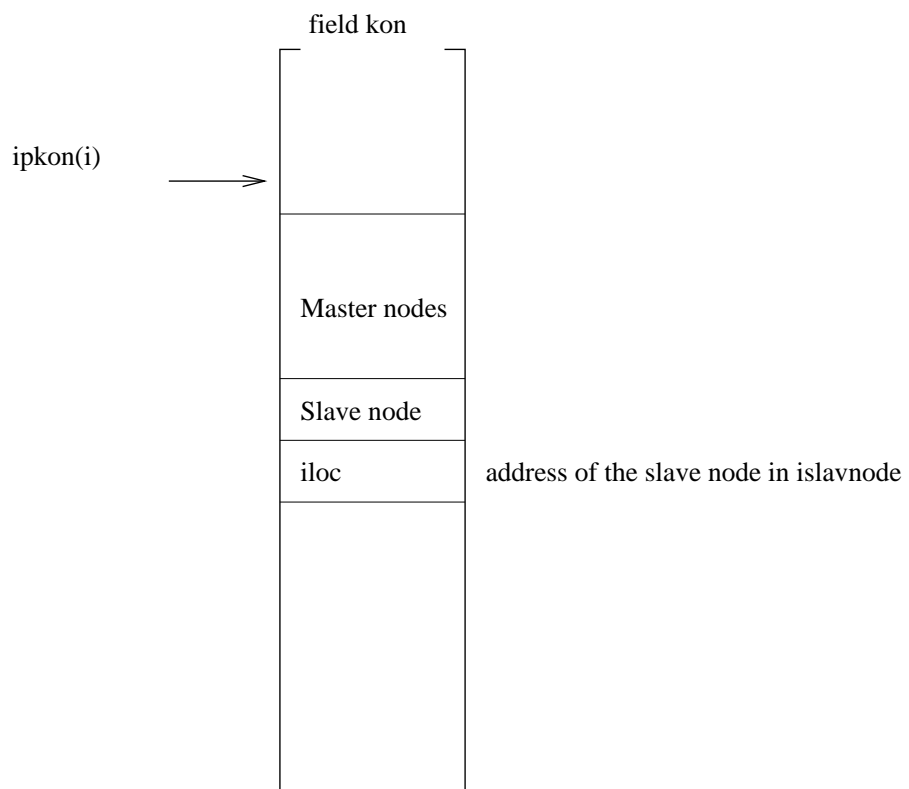 field kon
ipkon(i)
Master nodes
Slave node
iloc
address of the slave node in islavnode